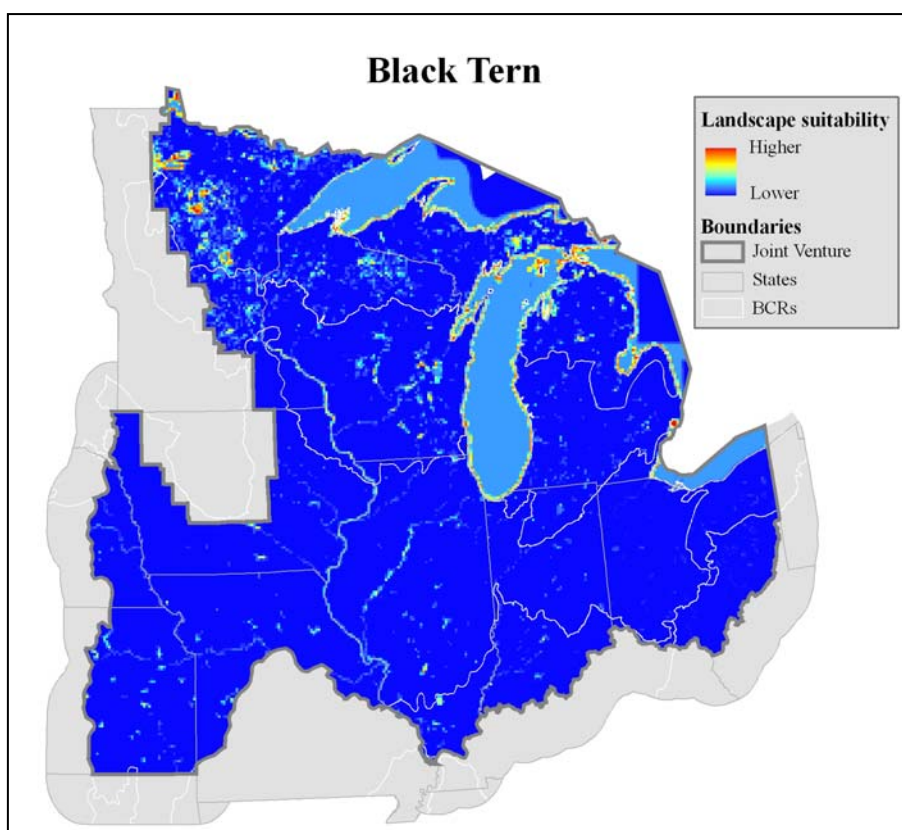 Black Tern
Landscape suitability
Higher
Lower
Boundaries
Joint Venture
States
BCRs